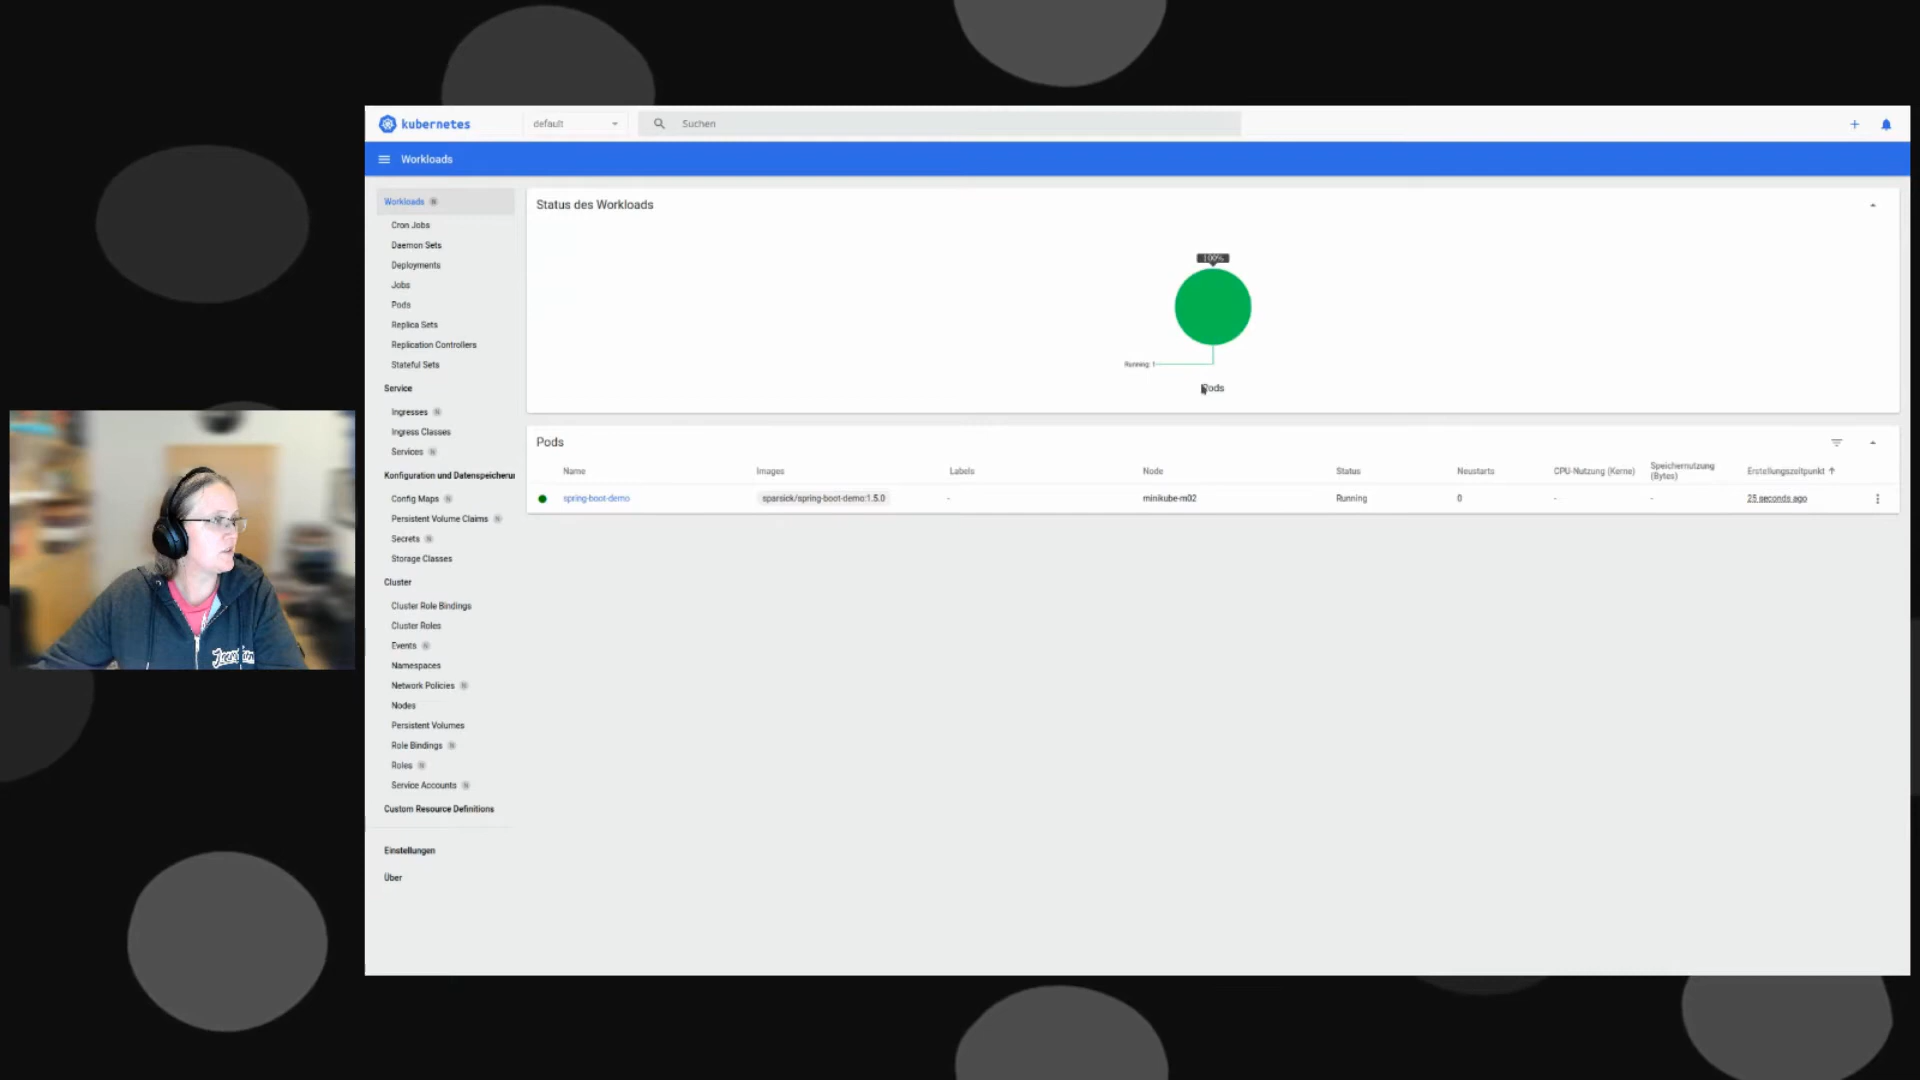 kubernetes
default
Suchen
Workloads
Workloads N
Cron Jobs
Daemon Sets
Deployments
Jobs
Pods
Replica Sets
Replication Controllers
Stateful Sets
Service
Ingresses N
Ingress Classes
Services N
Konfiguration und Datenspeicheru
Config Maps N
Persistent Volume Claims N
Secrets N
Storage Classes
Cluster
Cluster Role Bindings
Cluster Roles
Events N
Namespaces
Network Policies N
Nodes
Persistent Volumes
Role Bindings N
Roles N
Service Accounts N
Custom Resource Definitions
Einstellungen
Über
Status des Workloads
100%
Running: 1
Pods
Pods
Name Images Labels Node Status Neustarts CPU-Nutzung (Kerne) Speichernutzung (Bytes) Erstellungszeitpunkt
spring-boot-demo sparsick/spring-boot-demo:1.5.0 - minikube-m02 Running 0 - - 25 seconds ago